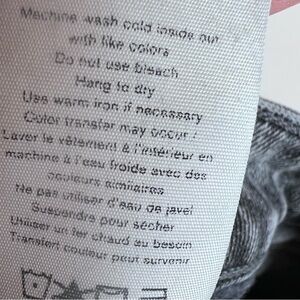 Machine wash cold inside out
with like colors
Do not use bleach
Hang to dry
Use warm iron if necessary
Color transfer may occur !
Laver le vêtement à l'intérieur en
machine à l'eau froide avec des
couleurs similaires
Ne pas utiliser d'eau de javel
Suspendre pour sécher
Utiliser un fer chaud au besoin
Transfert couleur peut survenir